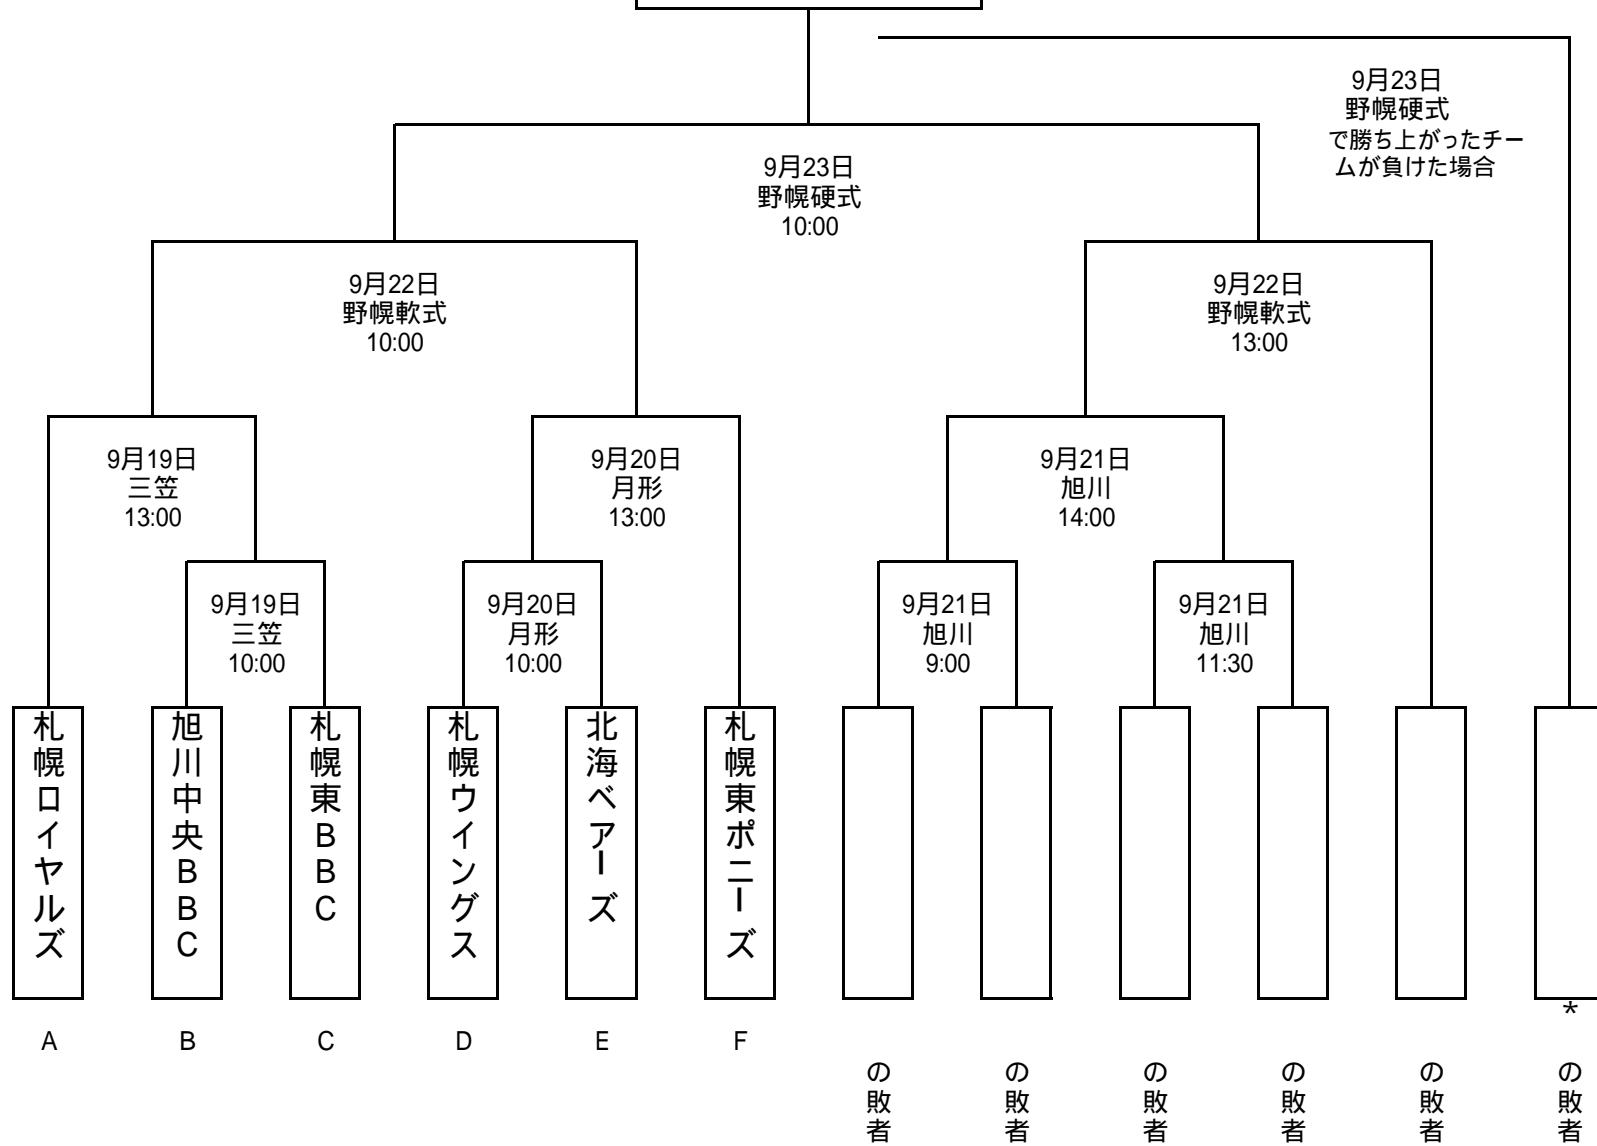 9月23日
野幌硬式
で勝ち上がったチー
ムが負けた場合
9月23日
野幌硬式
10:00
9月22日
野幌軟式
10:00
9月22日
野幌軟式
13:00
9月19日
三笠
13:00
9月20日
月形
13:00
9月21日
旭川
14:00
9月19日
三笠
10:00
9月20日
月形
10:00
9月21日
旭川
9:00
9月21日
旭川
11:30
札幌ロイヤルズ
旭川中央BBC
札幌東BBC
札幌ウイングス
北海ベアーズ
札幌東ポニーズ
*
A
B
C
D
E
F
の敗者
の敗者
の敗者
の敗者
の敗者
の敗者